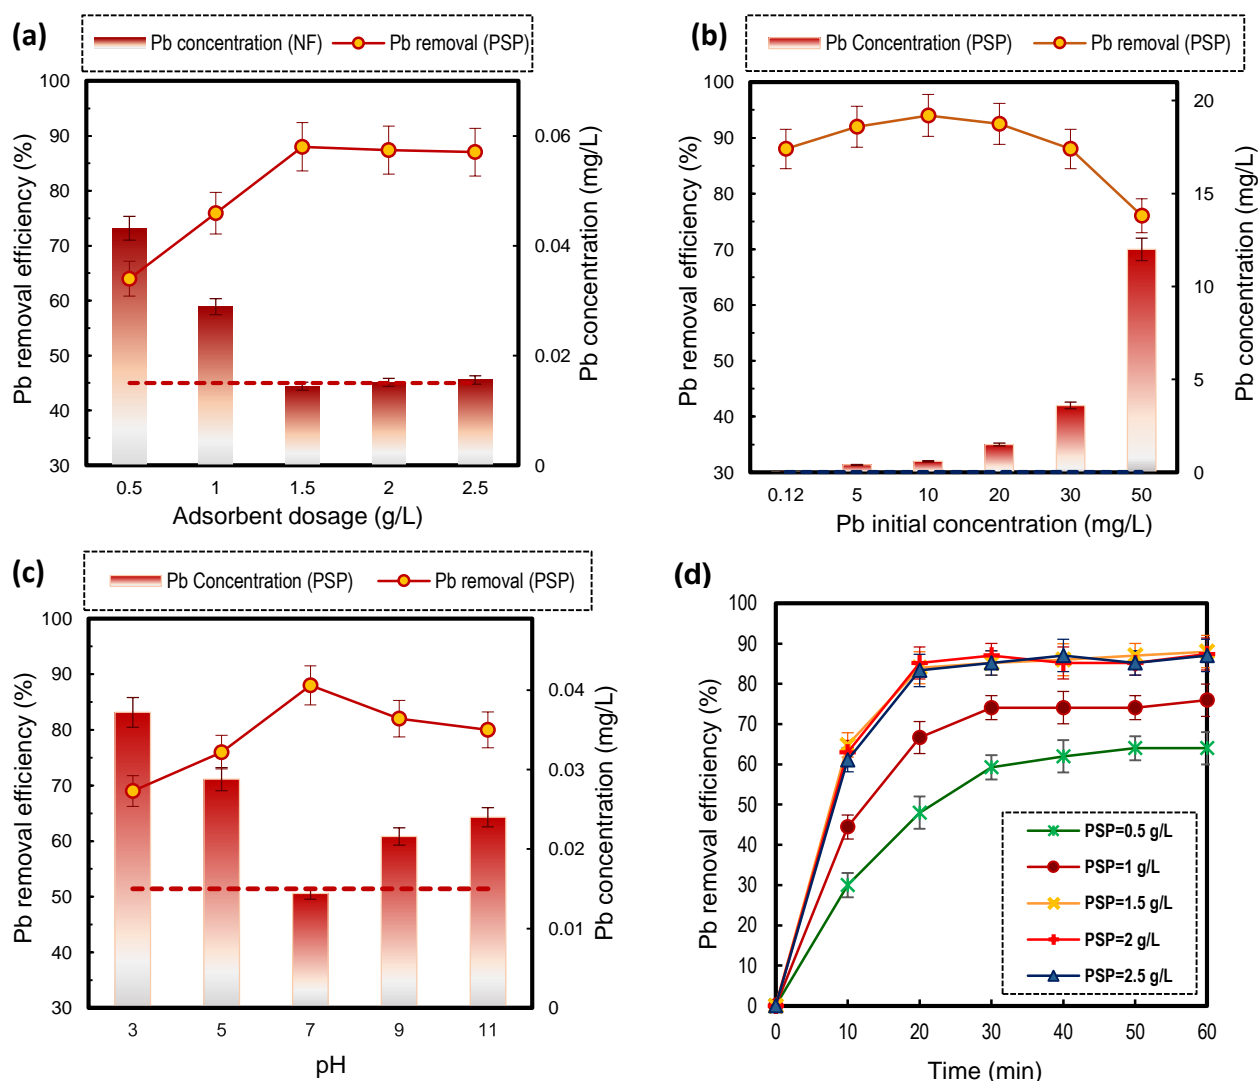 (a)
Pb concentration (NF)
Pb removal (PSP)
Pb removal efficiency (%)
100
90
80
70
60
50
40
30
0.06
0.04
0.02
0
Pb concentration (mg/L)
0.5 1 1.5 2 2.5
Adsorbent dosage (g/L)
(b)
Pb Concentration (PSP)
Pb removal (PSP)
Pb removal efficiency (%)
100
90
80
70
60
50
40
30
20
15
10
5
0
Pb concentration (mg/L)
0.12 5 10 20 30 50
Pb initial concentration (mg/L)
(c)
Pb Concentration (PSP)
Pb removal (PSP)
Pb removal efficiency (%)
100
90
80
70
60
50
40
30
0.04
0.03
0.02
0.01
0
Pb concentration (mg/L)
3 5 7 9 11
pH
(d)
Pb removal efficiency (%)
100
90
80
70
60
50
40
30
20
10
0
PSP=0.5 g/L
PSP=1 g/L
PSP=1.5 g/L
PSP=2 g/L
PSP=2.5 g/L
0 10 20 30 40 50 60
Time (min)